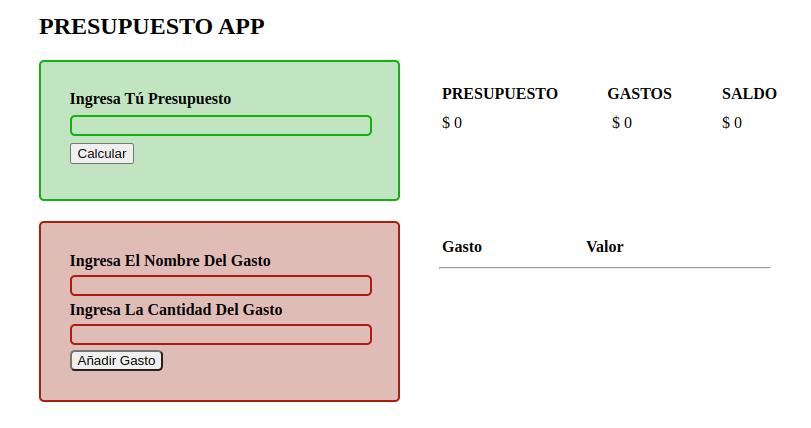 PRESUPUESTO APP
Ingresa Tú Presupuesto
Calcular
PRESUPUESTO GASTOS SALDO
$ 0 $ 0 $ 0
Ingresa El Nombre Del Gasto
Ingresa La Cantidad Del Gasto
Añadir Gasto
Gasto Valor